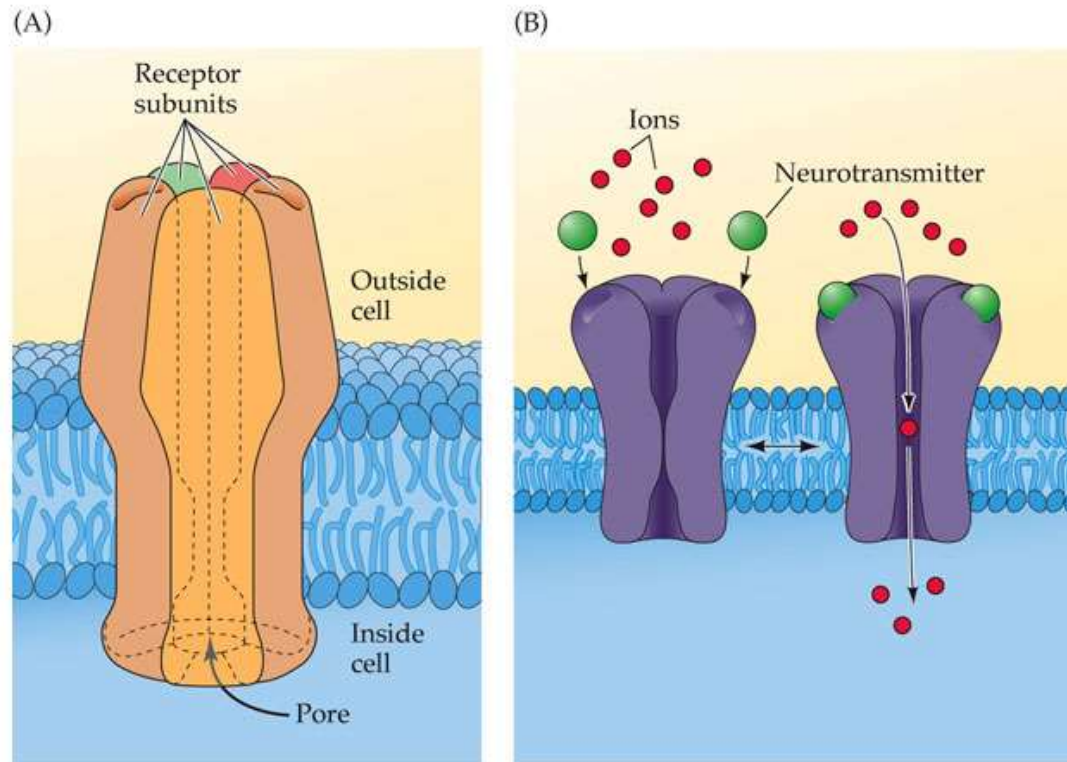 (A)
Receptor
subunits
Outside
cell
Inside
cell
Pore
(B)
Ions
Neurotransmitter